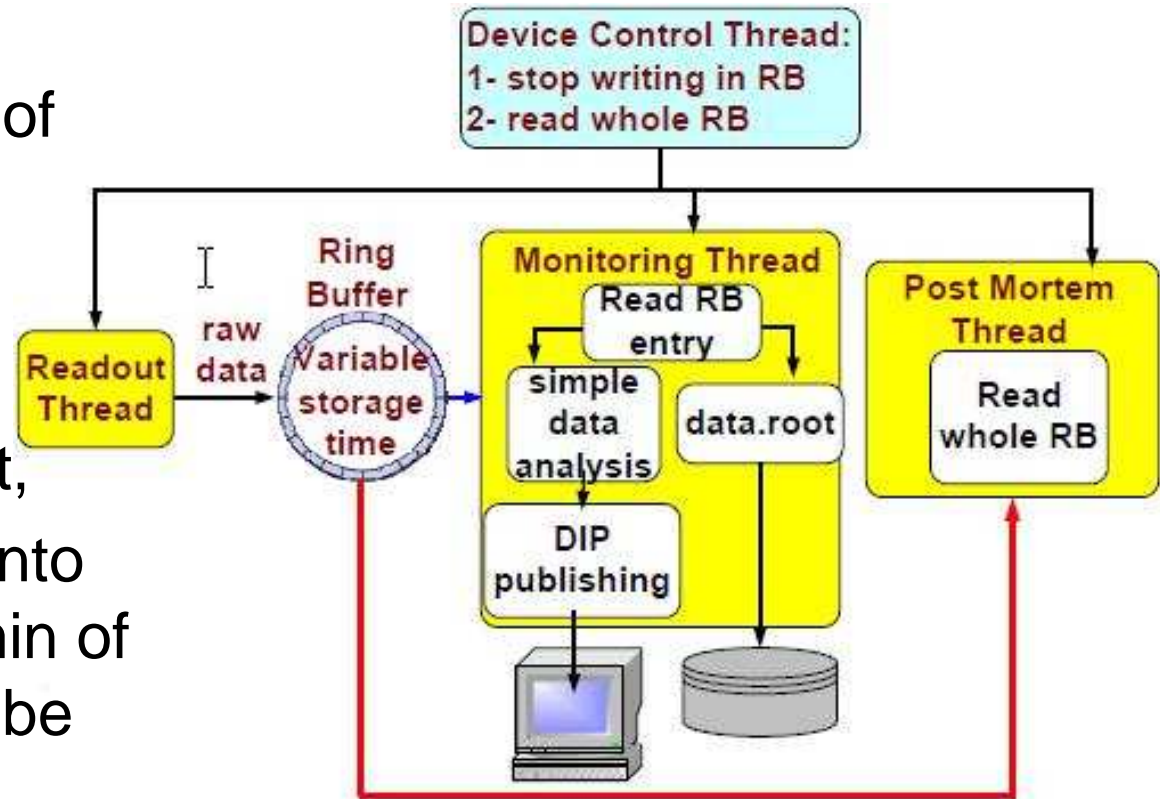 of
t,
nto
in of
be
Device Control Thread:
1- stop writing in RB
2- read whole RB
Readout
Thread
raw
data
Ring
Buffer
Variable
storage
time
Monitoring Thread
Read RB
entry
simple
data
analysis
data.root
DIP
publishing
Post Mortem
Thread
Read
whole RB